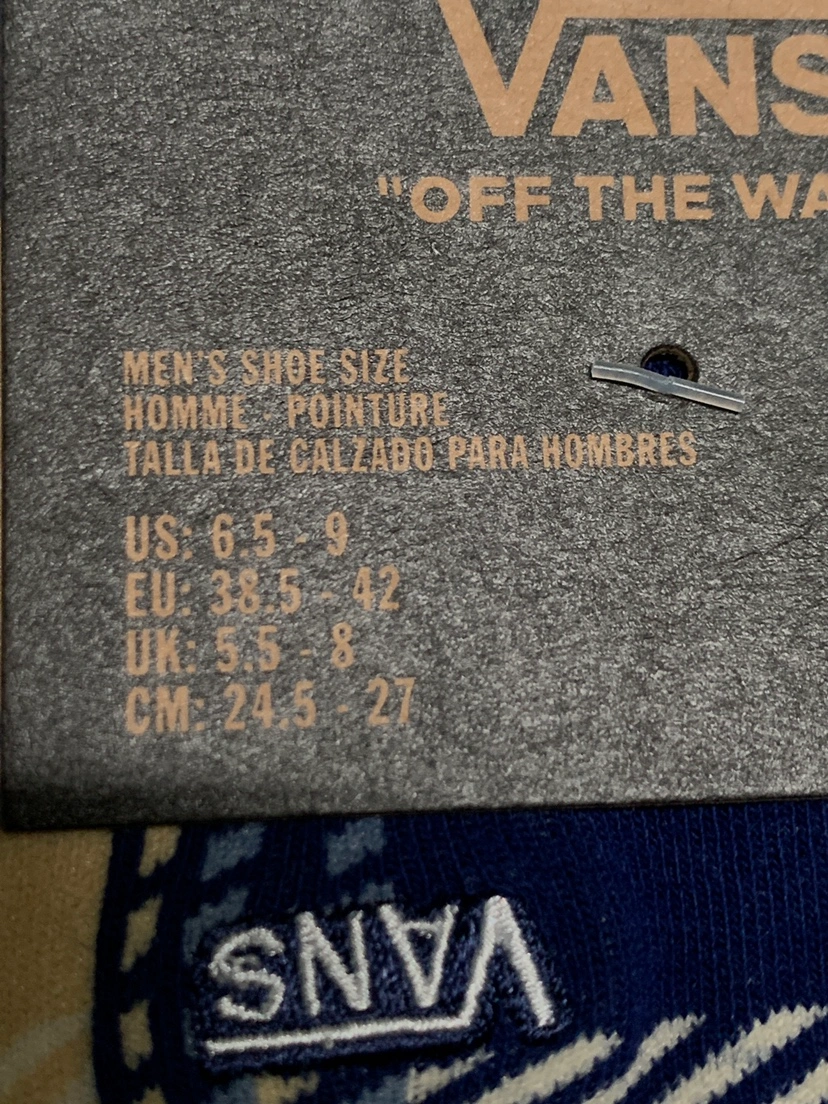 VANS
"OFF THE WA
MEN'S SHOE SIZE
HOMME - POINTURE
TALLA DE CALZADO PARA HOMBRES
US: 6.5 - 9
EU: 38.5 - 42
UK: 5.5 - 8
CM: 24.5 - 27
VANS